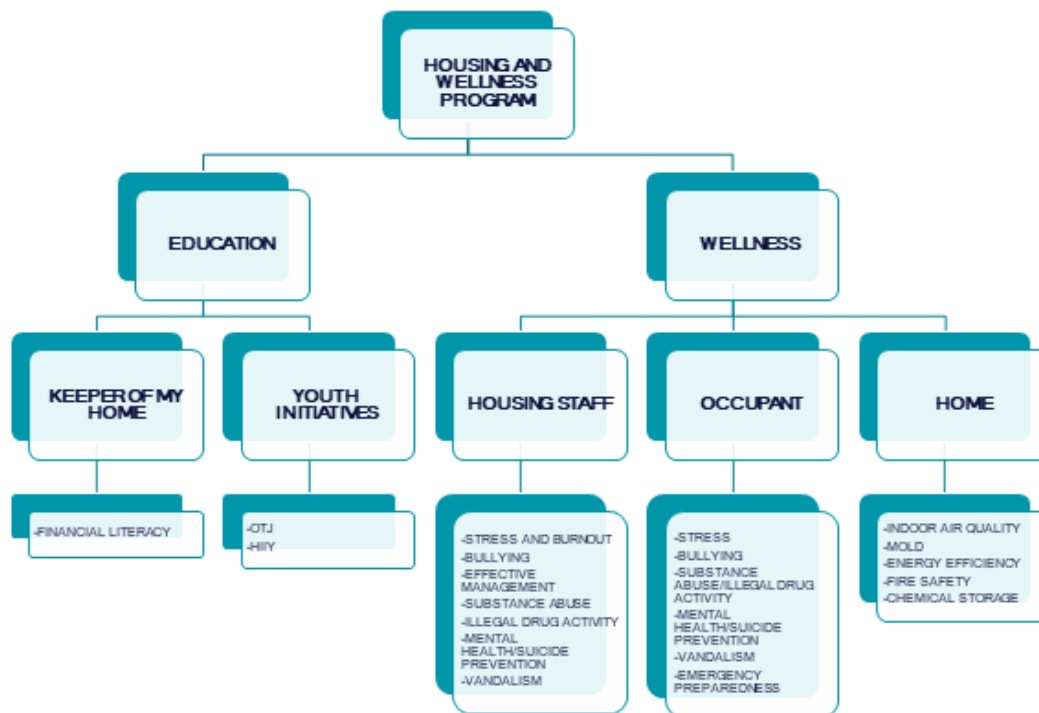 HOUSING AND
WELLNESS
PROGRAM
EDUCATION
WELLNESS
KEEPER OF MY
HOME
YOUTH
INITIATIVES
HOUSING STAFF
OCCUPANT
HOME
-FINANCIAL LITERACY
-OTJ
-HIIY
-STRESS AND BURNOUT
-BULLYING
-EFFECTIVE
MANAGEMENT
-SUBSTANCE ABUSE
-ILLEGAL DRUG ACTIVITY
-MENTAL
HEALTH/SUICIDE
PREVENTION
-VANDALISM
-STRESS
-BULLYING
-SUBSTANCE
ABUSE/ILLEGAL DRUG
ACTIVITY
-MENTAL
HEALTH/SUICIDE
PREVENTION
-VANDALISM
-EMERGENCY
PREPAREDNESS
-INDOOR AIR QUALITY
-MOLD
-ENERGY EFFICIENCY
-FIRE SAFETY
-CHEMICAL STORAGE